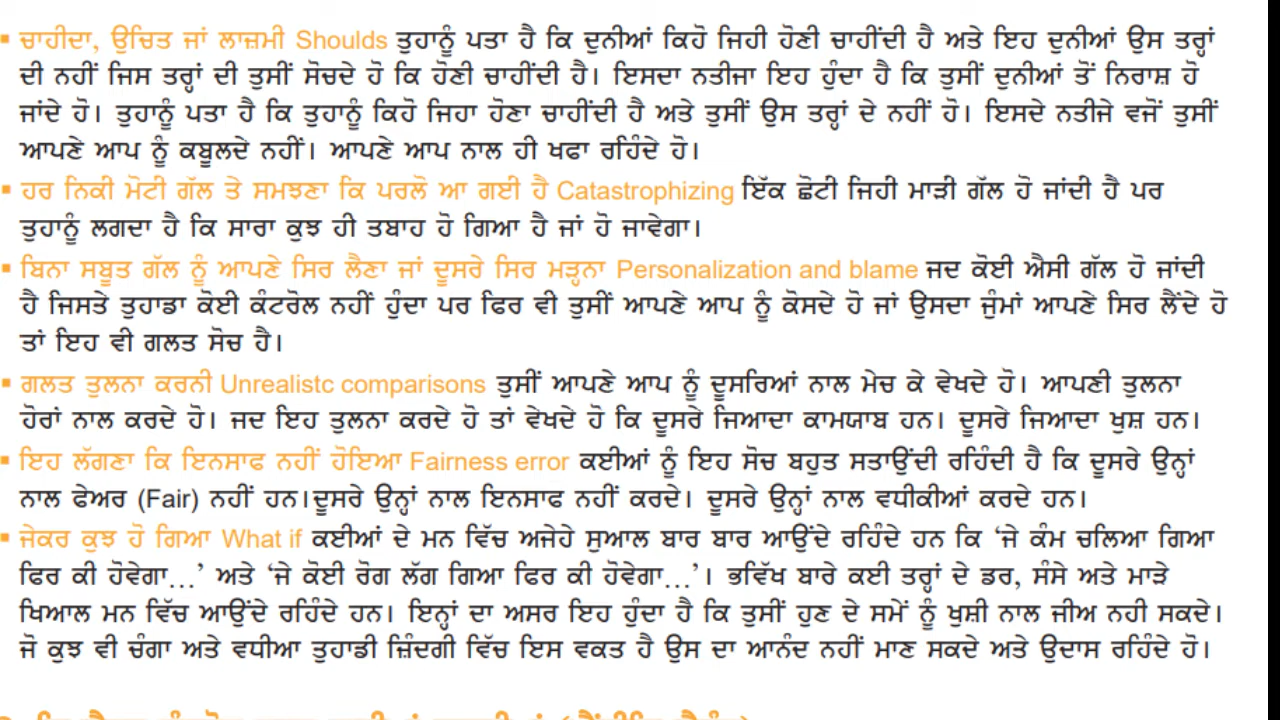 ▪ ਚਾਹੀਦਾ, ਉਚਿਤ ਜਾਂ ਲਾਜ਼ਮੀ Shoulds ਤੁਹਾਨੂੰ ਪਤਾ ਹੈ ਕਿ ਦੁਨੀਆਂ ਕਿਹੋ ਜਿਹੀ ਹੋਣੀ ਚਾਹੀਂਦੀ ਹੈ ਅਤੇ ਇਹ ਦੁਨੀਆਂ ਉਸ ਤਰ੍ਹਾਂ
ਦੀ ਨਹੀਂ ਜਿਸ ਤਰ੍ਹਾਂ ਦੀ ਤੁਸੀਂ ਸੋਚਦੇ ਹੋ ਕਿ ਹੋਣੀ ਚਾਹੀਂਦੀ ਹੈ। ਇਸਦਾ ਨਤੀਜਾ ਇਹ ਹੁੰਦਾ ਹੈ ਕਿ ਤੁਸੀਂ ਦੁਨੀਆਂ ਤੋਂ ਨਿਰਾਸ਼ ਹੋ
ਜਾਂਦੇ ਹੋ। ਤੁਹਾਨੂੰ ਪਤਾ ਹੈ ਕਿ ਤੁਹਾਨੂੰ ਕਿਹੋ ਜਿਹਾ ਹੋਣਾ ਚਾਹੀਂਦੀ ਹੈ ਅਤੇ ਤੁਸੀਂ ਉਸ ਤਰ੍ਹਾਂ ਦੇ ਨਹੀਂ ਹੋ। ਇਸਦੇ ਨਤੀਜੇ ਵਜੋਂ ਤੁਸੀਂ
ਆਪਣੇ ਆਪ ਨੂੰ ਕਬੂਲਦੇ ਨਹੀਂ। ਆਪਣੇ ਆਪ ਨਾਲ ਹੀ ਖਫਾ ਰਹਿੰਦੇ ਹੋ।
▪ ਹਰ ਨਿਕੀ ਮੋਟੀ ਗੱਲ ਤੇ ਸਮਝਣਾ ਕਿ ਪਰਲੋ ਆ ਗਈ ਹੈ Catastrophizing ਇੱਕ ਛੋਟੀ ਜਿਹੀ ਮਾੜੀ ਗੱਲ ਹੋ ਜਾਂਦੀ ਹੈ ਪਰ
ਤੁਹਾਨੂੰ ਲਗਦਾ ਹੈ ਕਿ ਸਾਰਾ ਕੁਝ ਹੀ ਤਬਾਹ ਹੋ ਗਿਆ ਹੈ ਜਾਂ ਹੋ ਜਾਵੇਗਾ।
▪ ਬਿਨਾ ਸਬੂਤ ਗੱਲ ਨੂੰ ਆਪਣੇ ਸਿਰ ਲੈਣਾ ਜਾਂ ਦੂਸਰੇ ਸਿਰ ਮੜ੍ਹਨਾ Personalization and blame ਜਦ ਕੋਈ ਐਸੀ ਗੱਲ ਹੋ ਜਾਂਦੀ
ਹੈ ਜਿਸਤੇ ਤੁਹਾਡਾ ਕੋਈ ਕੰਟਰੋਲ ਨਹੀਂ ਹੁੰਦਾ ਪਰ ਫਿਰ ਵੀ ਤੁਸੀਂ ਆਪਣੇ ਆਪ ਨੂੰ ਕੋਸਦੇ ਹੋ ਜਾਂ ਉਸਦਾ ਜੁੰਮਾਂ ਆਪਣੇ ਸਿਰ ਲੈਂਦੇ ਹੋ
ਤਾਂ ਇਹ ਵੀ ਗਲਤ ਸੋਚ ਹੈ।
▪ ਗਲਤ ਤੁਲਨਾ ਕਰਨੀ Unrealistc comparisons ਤੁਸੀਂ ਆਪਣੇ ਆਪ ਨੂੰ ਦੂਸਰਿਆਂ ਨਾਲ ਮੇਚ ਕੇ ਵੇਖਦੇ ਹੋ। ਆਪਣੀ ਤੁਲਨਾ
ਹੋਰਾਂ ਨਾਲ ਕਰਦੇ ਹੋ। ਜਦ ਇਹ ਤੁਲਨਾ ਕਰਦੇ ਹੋ ਤਾਂ ਵੇਖਦੇ ਹੋ ਕਿ ਦੂਸਰੇ ਜਿਆਦਾ ਕਾਮਯਾਬ ਹਨ। ਦੂਸਰੇ ਜਿਆਦਾ ਖੁਸ਼ ਹਨ।
▪ ਇਹ ਲੱਗਣਾ ਕਿ ਇਨਸਾਫ ਨਹੀਂ ਹੋਇਆ Fairness error ਕਈਆਂ ਨੂੰ ਇਹ ਸੋਚ ਬਹੁਤ ਸਤਾਉਂਦੀ ਰਹਿੰਦੀ ਹੈ ਕਿ ਦੂਸਰੇ ਉਨ੍ਹਾਂ
ਨਾਲ ਫੇਅਰ (Fair) ਨਹੀਂ ਹਨ।ਦੂਸਰੇ ਉਨ੍ਹਾਂ ਨਾਲ ਇਨਸਾਫ ਨਹੀਂ ਕਰਦੇ। ਦੂਸਰੇ ਉਨ੍ਹਾਂ ਨਾਲ ਵਧੀਕੀਆਂ ਕਰਦੇ ਹਨ।
▪ ਜੇਕਰ ਕੁਝ ਹੋ ਗਿਆ What if ਕਈਆਂ ਦੇ ਮਨ ਵਿੱਚ ਅਜੇਹੇ ਸੁਆਲ ਬਾਰ ਬਾਰ ਆਉਂਦੇ ਰਹਿੰਦੇ ਹਨ ਕਿ ‘ਜੇ ਕੰਮ ਚਲਿਆ ਗਿਆ
ਫਿਰ ਕੀ ਹੋਵੇਗਾ…’ ਅਤੇ ‘ਜੇ ਕੋਈ ਰੋਗ ਲੱਗ ਗਿਆ ਫਿਰ ਕੀ ਹੋਵੇਗਾ…’। ਭਵਿੱਖ ਬਾਰੇ ਕਈ ਤਰ੍ਹਾਂ ਦੇ ਡਰ, ਸੰਸੇ ਅਤੇ ਮਾੜੇ
ਖਿਆਲ ਮਨ ਵਿੱਚ ਆਉਂਦੇ ਰਹਿੰਦੇ ਹਨ। ਇਨ੍ਹਾਂ ਦਾ ਅਸਰ ਇਹ ਹੁੰਦਾ ਹੈ ਕਿ ਤੁਸੀਂ ਹੁਣ ਦੇ ਸਮੇਂ ਨੂੰ ਖੁਸ਼ੀ ਨਾਲ ਜੀਅ ਨਹੀ ਸਕਦੇ।
ਜੋ ਕੁਝ ਵੀ ਚੰਗਾ ਅਤੇ ਵਧੀਆ ਤੁਹਾਡੀ ਜ਼ਿੰਦਗੀ ਵਿੱਚ ਇਸ ਵਕਤ ਹੈ ਉਸ ਦਾ ਆਨੰਦ ਨਹੀਂ ਮਾਣ ਸਕਦੇ ਅਤੇ ਉਦਾਸ ਰਹਿੰਦੇ ਹੋ।